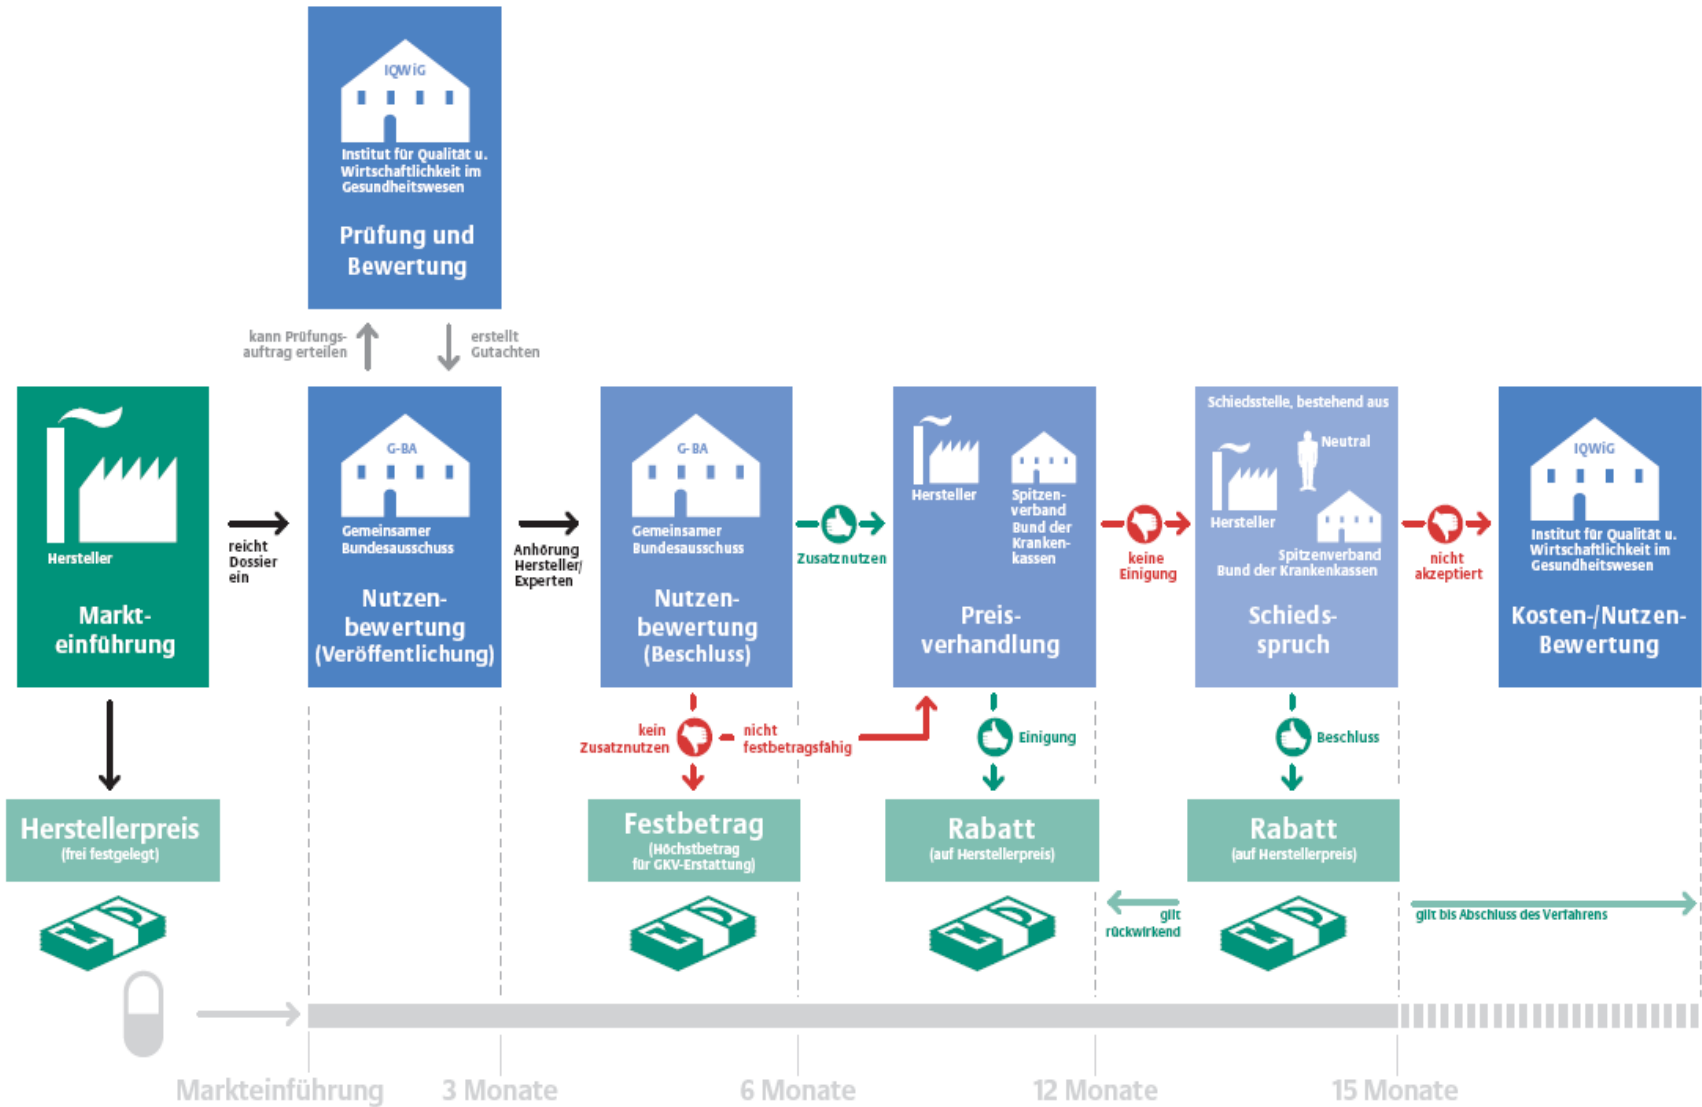 IQWiG
Institut für Qualität u.
Wirtschaftlichkeit im
Gesundheitswesen
Prüfung und
Bewertung
kann Prüfungs-
auftrag erteilen
erstellt
Gutachten
Hersteller
Markt-
einführung
reicht
Dossier
ein
G-BA
Gemeinsamer
Bundesausschuss
Nutzen-
bewertung
(Veröffentlichung)
Anhörung
Hersteller/
Experten
G-BA
Gemeinsamer
Bundesausschuss
Nutzen-
bewertung
(Beschluss)
Zusatznutzen
Hersteller
Spitzen-
verband
Bund der
Kranken-
kassen
Preis-
verhandlung
keine
Einigung
Schiedsstelle, bestehend aus
Neutral
Hersteller
Spitzenverband
Bund der Krankenkassen
Schieds-
spruch
nicht
akzeptiert
IQWiG
Institut für Qualität u.
Wirtschaftlichkeit im
Gesundheitswesen
Kosten-/Nutzen-
Bewertung
kein
Zusatznutzen
nicht
festbetragsfähig
Einigung
Beschluss
Herstellerpreis
(frei festgelegt)
Festbetrag
(Höchstbetrag
für GKV-Erstattung)
Rabatt
(auf Herstellerpreis)
Rabatt
(auf Herstellerpreis)
gilt
rückwirkend
gilt bis Abschluss des Verfahrens
Markteinführung
3 Monate
6 Monate
12 Monate
15 Monate